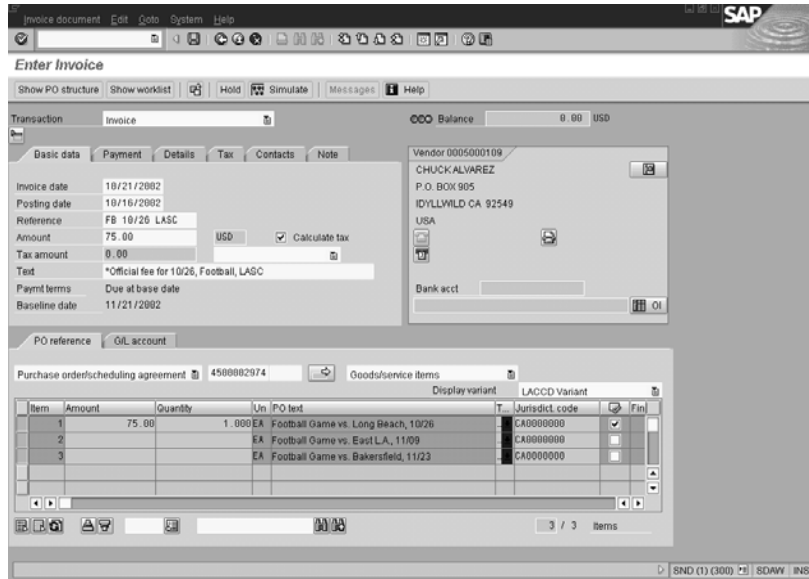 Invoice document Edit Goto System Help
SAP
Enter Invoice
Show PO structure Show worklist Hold Simulate Messages Help
Transaction Invoice Balance 0.00 USD
Basic data Payment Details Tax Contacts Note
Vendor 0005000109
Invoice date 10/21/2002
Posting date 10/16/2002
Reference FB 10/26 LASC
Amount 75.00 USD Calculate tax
Tax amount 0.00
Text *Official fee for 10/26, Football, LASC
Paymt terms Due at base date
Baseline date 11/21/2002
CHUCK ALVAREZ
P.O. BOX 905
IDYLLWILD CA 92549
USA
Bank acct
OI
PO reference G/L account
Purchase order/scheduling agreement 4500002974 Goods/service items
Display variant LACCD Variant
Item Amount Quantity Un PO text T... Jurisdict. code Fin
1 75.00 1.000 EA Football Game vs. Long Beach, 10/26 CA0000000
2 EA Football Game vs. East L.A., 11/09 CA0000000
3 EA Football Game vs. Bakersfield, 11/23 CA0000000
3 / 3 Items
SND (1) (300) SDAW INS